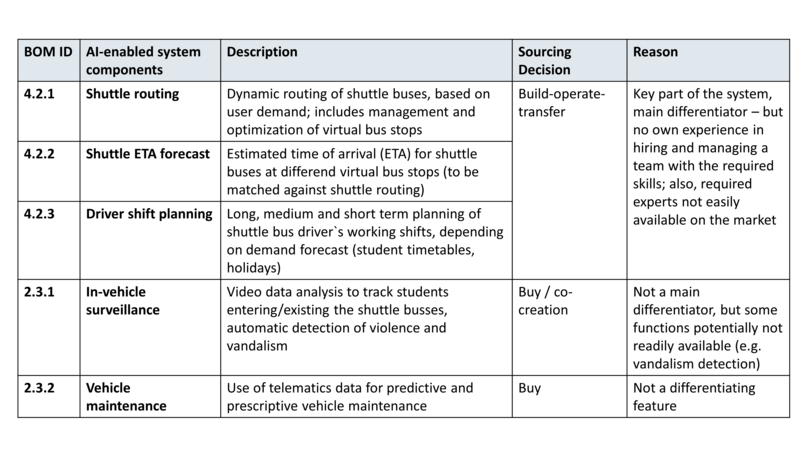 BOM ID
AI-enabled system
components
Description
Sourcing
Decision
Reason
4.2.1
Shuttle routing
Dynamic routing of shuttle buses, based on
user demand; includes management and
optimization of virtual bus stops
Build-operate-
transfer
Key part of the system,
main differentiator – but
no own experience in
hiring and managing a
team with the required
skills; also, required
experts not easily
available on the market
4.2.2
Shuttle ETA forecast
Estimated time of arrival (ETA) for shuttle
buses at differend virtual bus stops (to be
matched against shuttle routing)
4.2.3
Driver shift planning
Long, medium and short term planning of
shuttle bus driver`s working shifts, depending
on demand forecast (student timetables,
holidays)
2.3.1
In-vehicle
surveillance
Video data analysis to track students
entering/existing the shuttle busses,
automatic detection of violence and
vandalism
Buy / co-
creation
Not a main
differentiator, but some
functions potentially not
readily available (e.g.
vandalism detection)
2.3.2
Vehicle
maintenance
Use of telematics data for predictive and
prescriptive vehicle maintenance
Buy
Not a differentiating
feature